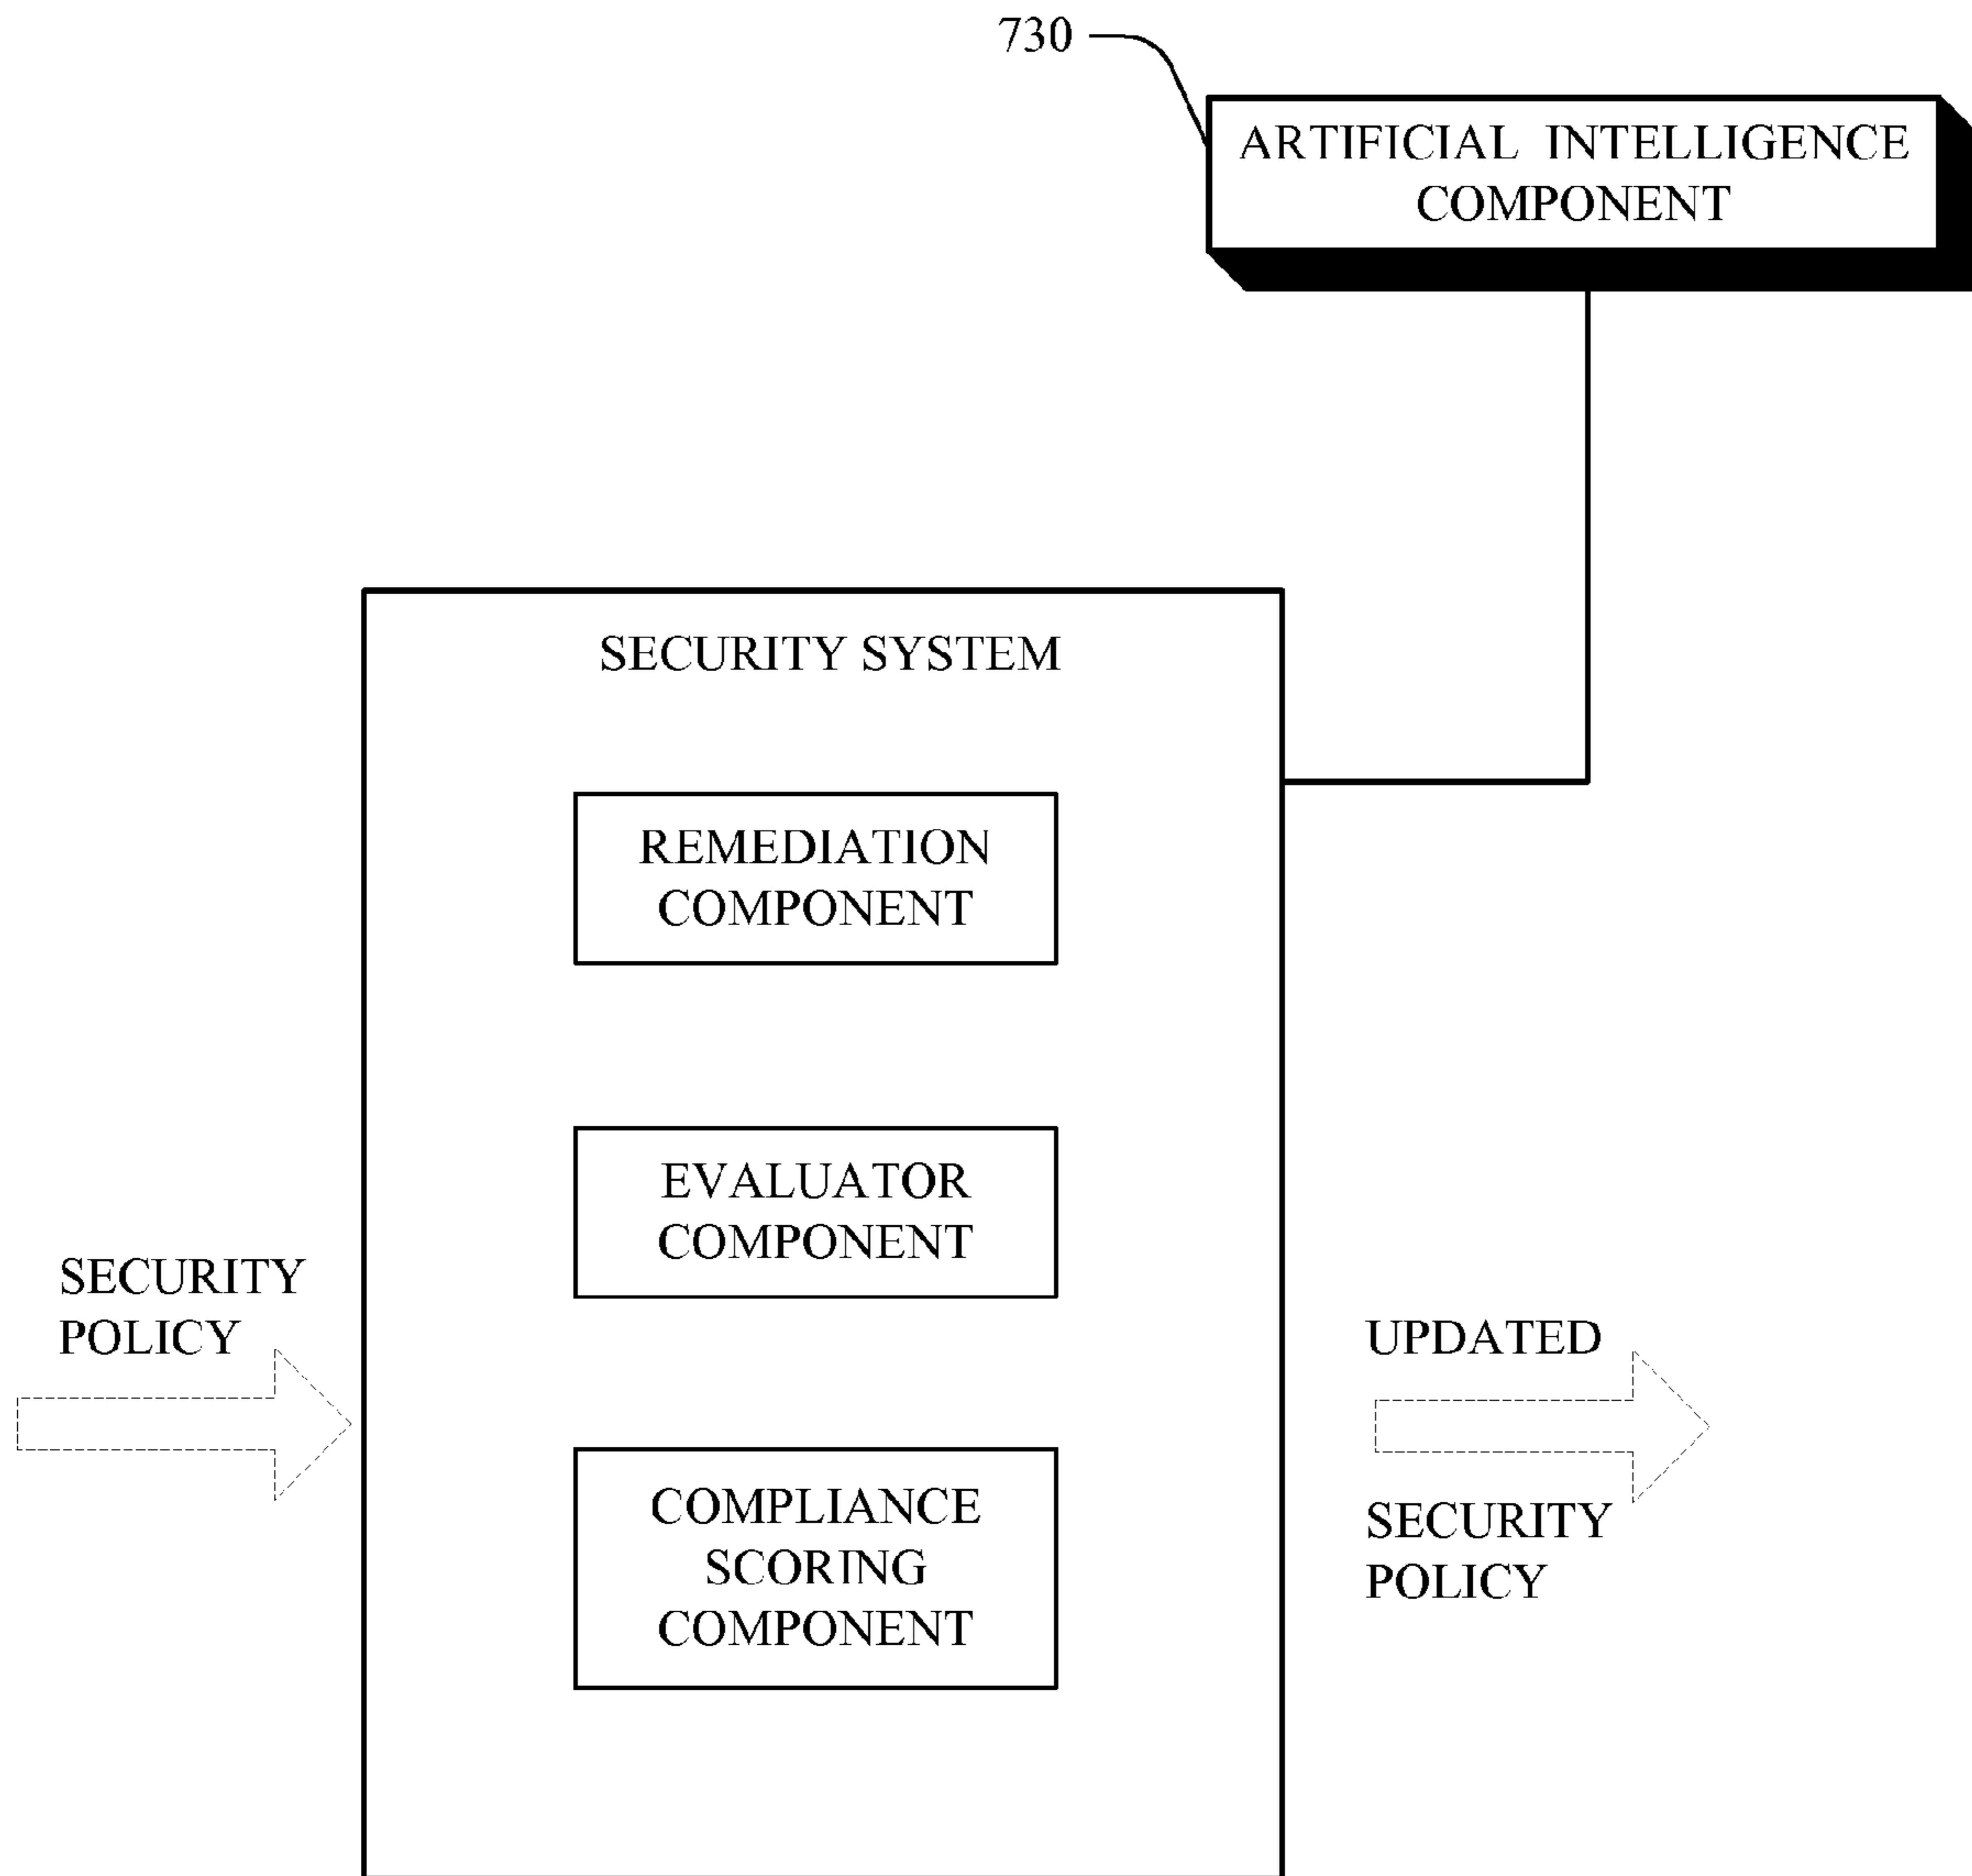 730
ARTIFICIAL INTELLIGENCE
COMPONENT
SECURITY SYSTEM
REMEDIATION
COMPONENT
EVALUATOR
COMPONENT
SECURITY
POLICY
UPDATED
SECURITY
POLICY
COMPLIANCE
SCORING
COMPONENT